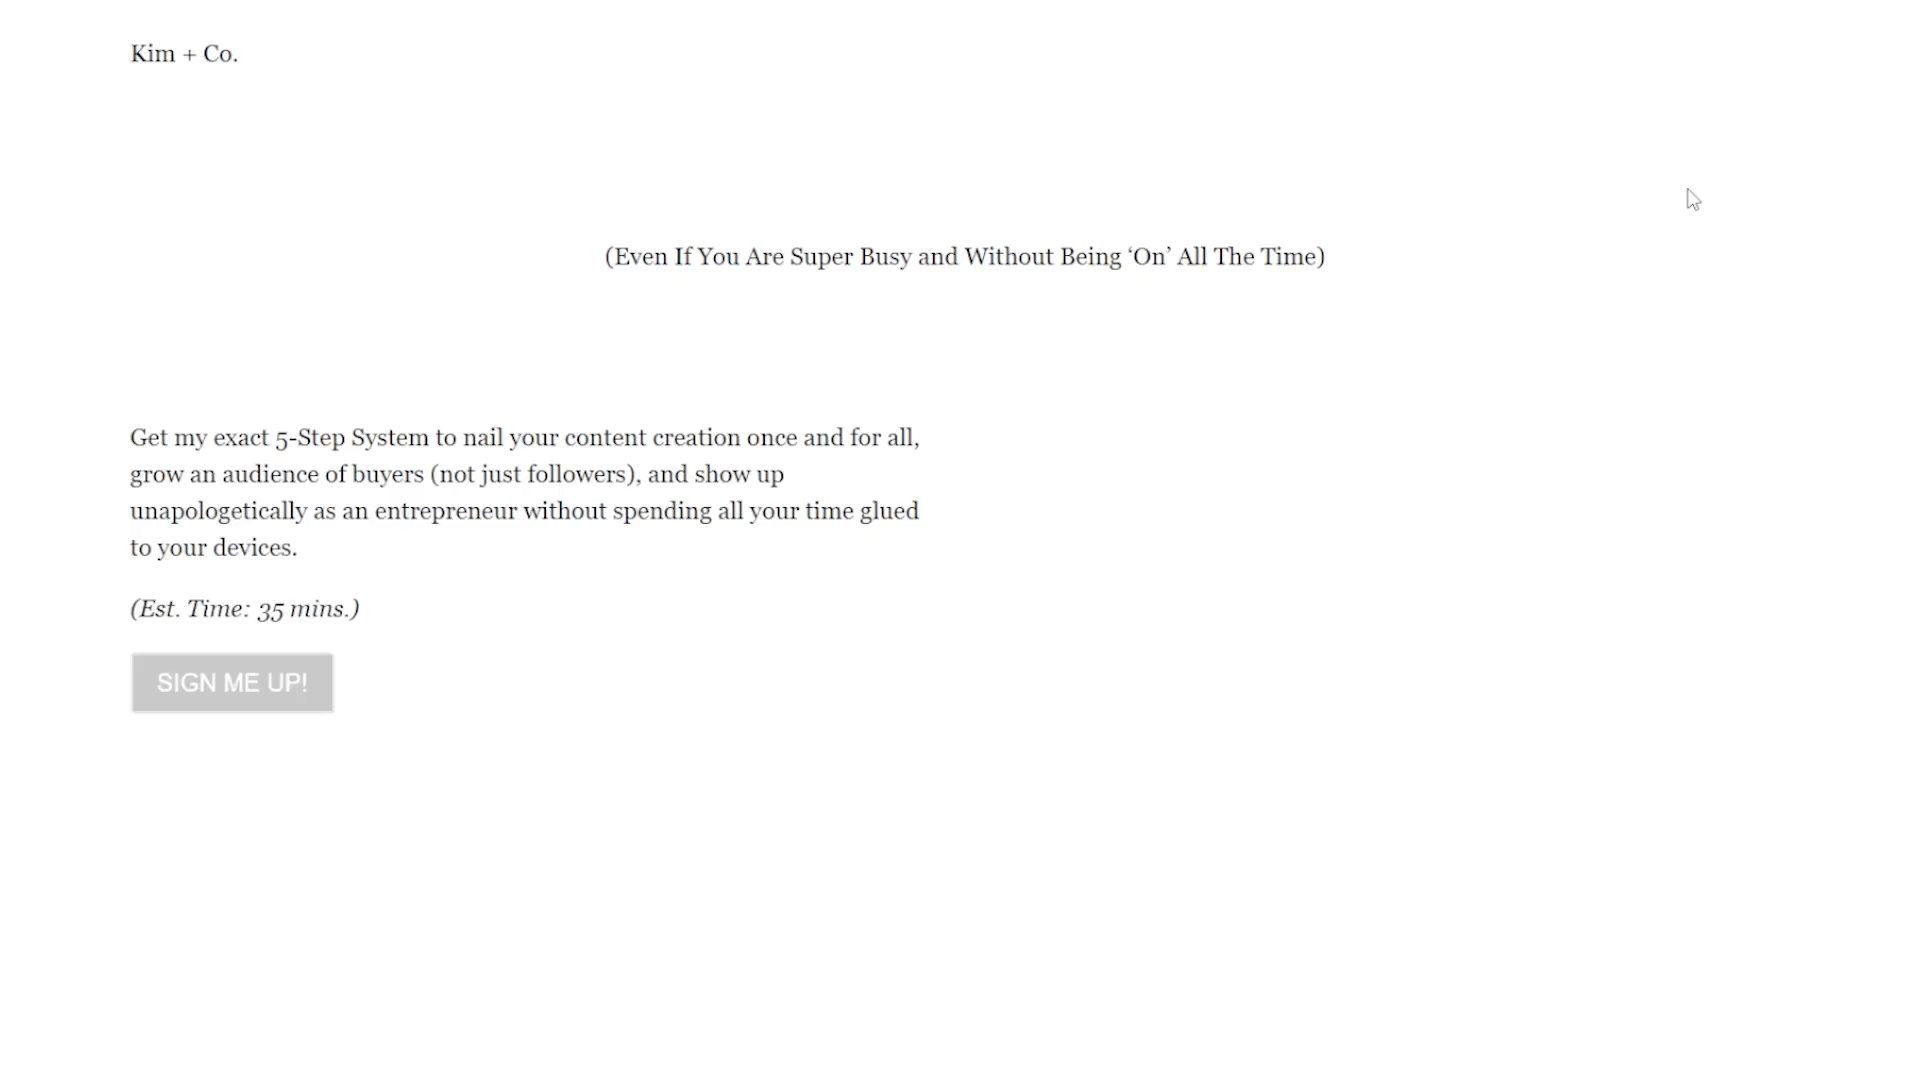 Kim + Co.
(Even If You Are Super Busy and Without Being ‘On’ All The Time)
Get my exact 5-Step System to nail your content creation once and for all,
grow an audience of buyers (not just followers), and show up
unapologetically as an entrepreneur without spending all your time glued
to your devices.
(Est. Time: 35 mins.)
SIGN ME UP!